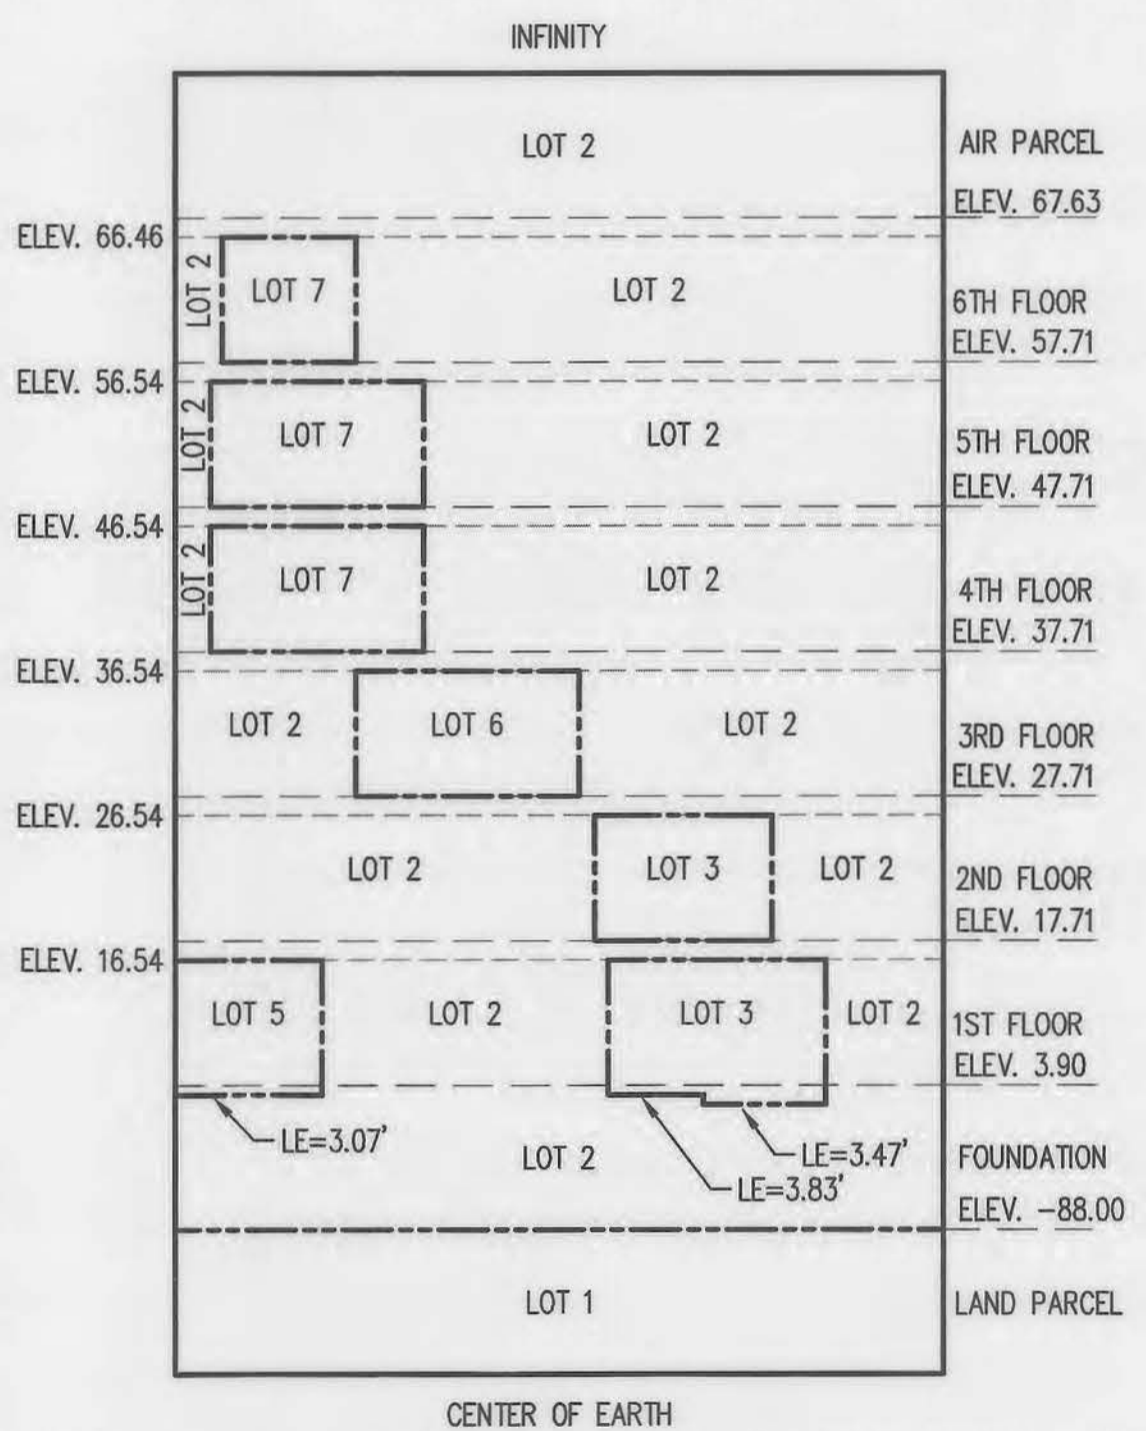 INFINITY
LOT 2
AIR PARCEL
ELEV. 67.63
ELEV. 66.46
LOT 2
LOT 7
LOT 2
6TH FLOOR
ELEV. 57.71
ELEV. 56.54
LOT 2
LOT 7
LOT 2
5TH FLOOR
ELEV. 47.71
ELEV. 46.54
LOT 2
LOT 7
LOT 2
4TH FLOOR
ELEV. 37.71
ELEV. 36.54
LOT 2
LOT 6
LOT 2
3RD FLOOR
ELEV. 27.71
ELEV. 26.54
LOT 2
LOT 3
LOT 2
2ND FLOOR
ELEV. 17.71
ELEV. 16.54
LOT 5
LOT 2
LOT 3
LOT 2
1ST FLOOR
ELEV. 3.90
LE=3.07'
LOT 2
LE=3.47'
LE=3.83'
FOUNDATION
ELEV. -88.00
LOT 1
LAND PARCEL
CENTER OF EARTH